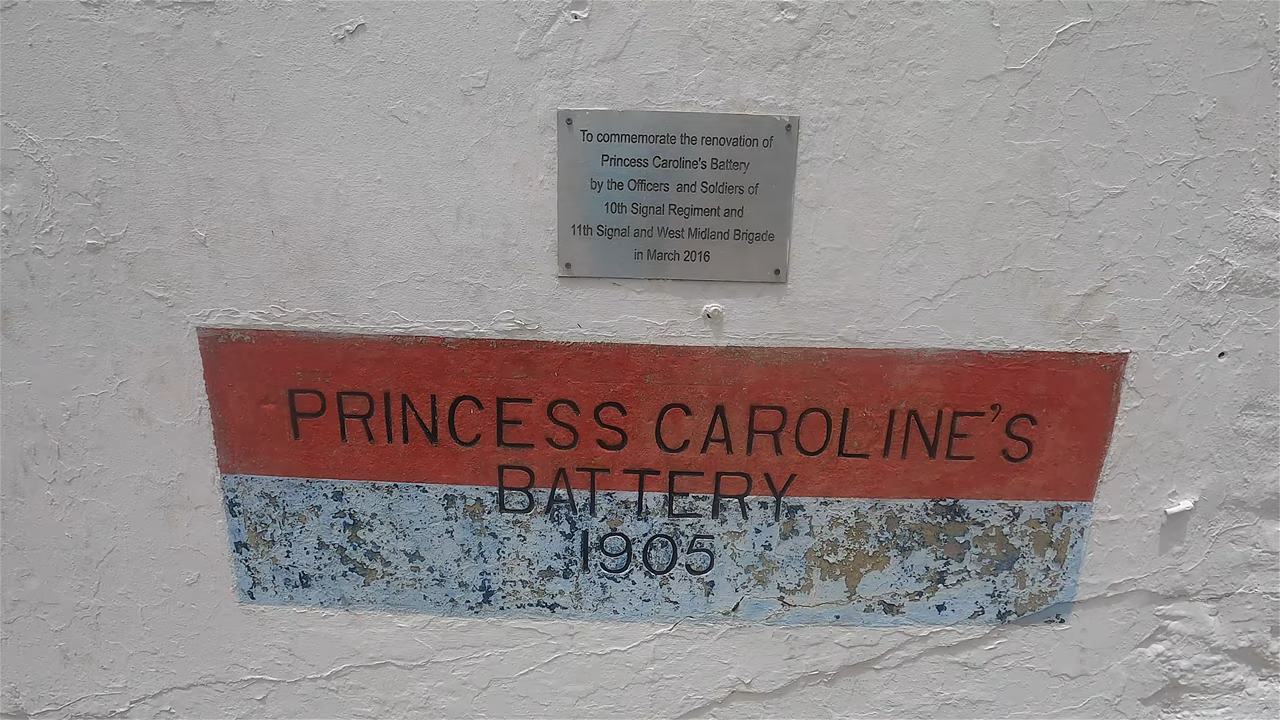 To commemorate the renovation of
Princess Caroline's Battery
by the Officers and Soldiers of
10th Signal Regiment and
11th Signal and West Midland Brigade
in March 2016
PRINCESS CAROLINE'S
BATTERY
1905